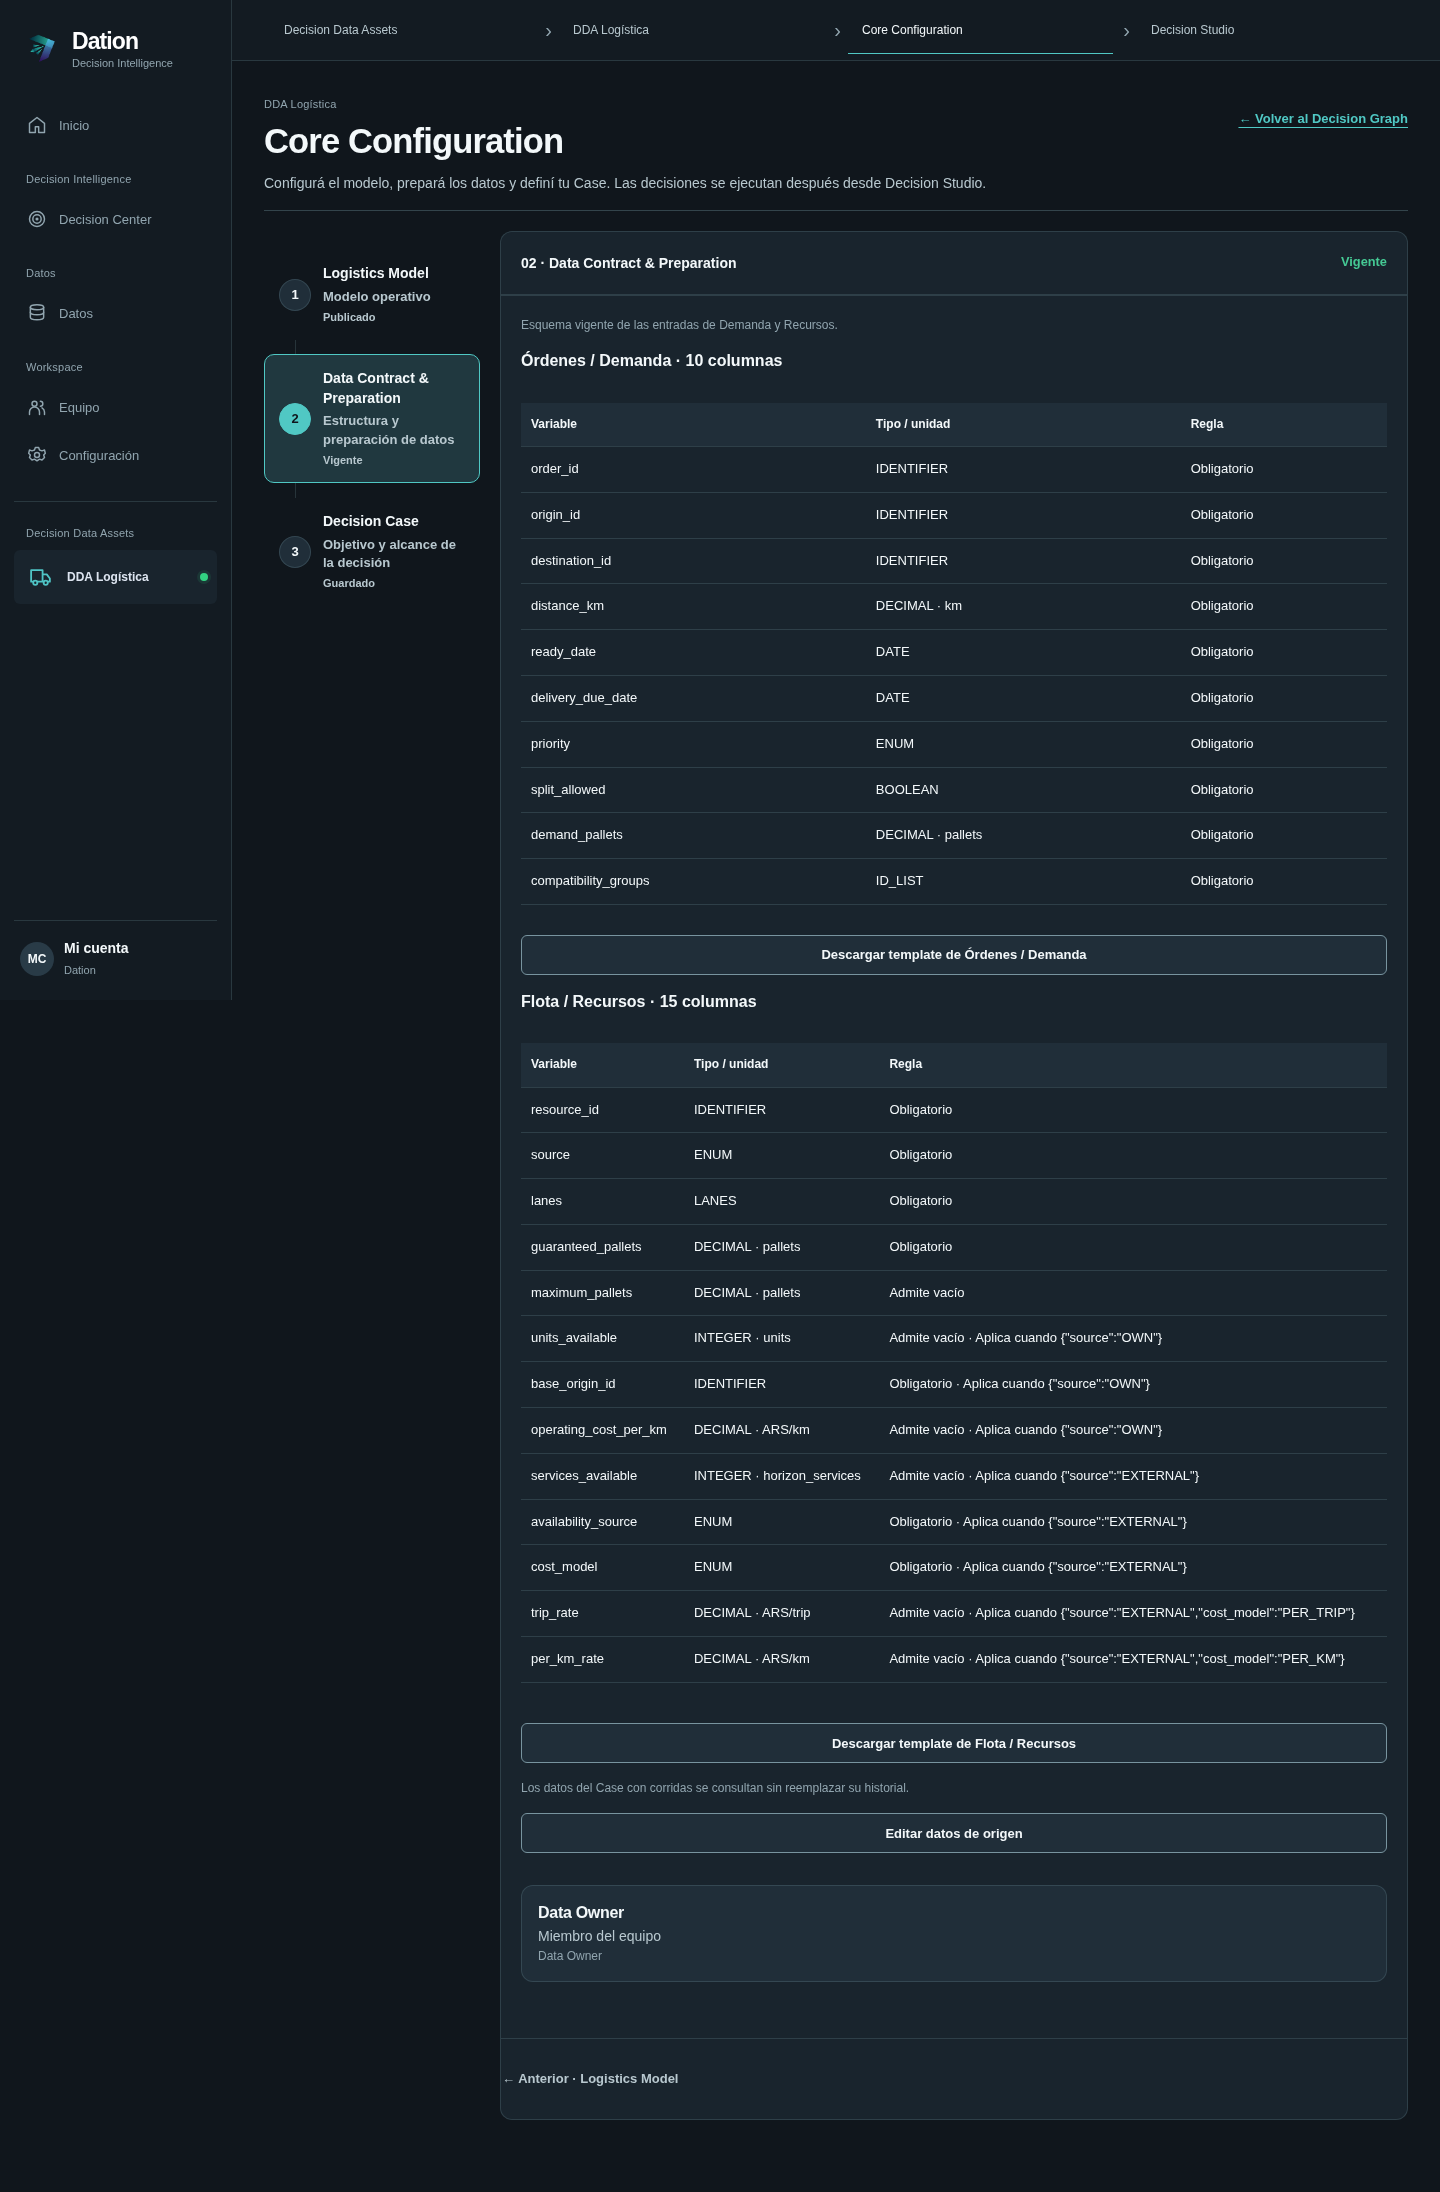 Dation
Decision Intelligence
Inicio
Decision Intelligence
Decision Center
Datos
Datos
Workspace
Equipo
Configuración
Decision Data Assets
DDA Logística
MC
Mi cuenta
Dation
Decision Data Assets › DDA Logística › Core Configuration › Decision Studio
DDA Logística
Core Configuration
← Volver al Decision Graph
Configurá el modelo, prepará los datos y definí tu Case. Las decisiones se ejecutan después desde Decision Studio.
1
Logistics Model
Modelo operativo
Publicado
2
Data Contract &
Preparation
Estructura y
preparación de datos
Vigente
3
Decision Case
Objetivo y alcance de
la decisión
Guardado
02 · Data Contract & Preparation
Vigente
Esquema vigente de las entradas de Demanda y Recursos.
Órdenes / Demanda · 10 columnas
Variable Tipo / unidad Regla
order_id IDENTIFIER Obligatorio
origin_id IDENTIFIER Obligatorio
destination_id IDENTIFIER Obligatorio
distance_km DECIMAL · km Obligatorio
ready_date DATE Obligatorio
delivery_due_date DATE Obligatorio
priority ENUM Obligatorio
split_allowed BOOLEAN Obligatorio
demand_pallets DECIMAL · pallets Obligatorio
compatibility_groups ID_LIST Obligatorio
Descargar template de Órdenes / Demanda
Flota / Recursos · 15 columnas
Variable Tipo / unidad Regla
resource_id IDENTIFIER Obligatorio
source ENUM Obligatorio
lanes LANES Obligatorio
guaranteed_pallets DECIMAL · pallets Obligatorio
maximum_pallets DECIMAL · pallets Admite vacío
units_available INTEGER · units Admite vacío · Aplica cuando {"source":"OWN"}
base_origin_id IDENTIFIER Obligatorio · Aplica cuando {"source":"OWN"}
operating_cost_per_km DECIMAL · ARS/km Admite vacío · Aplica cuando {"source":"OWN"}
services_available INTEGER · horizon_services Admite vacío · Aplica cuando {"source":"EXTERNAL"}
availability_source ENUM Obligatorio · Aplica cuando {"source":"EXTERNAL"}
cost_model ENUM Obligatorio · Aplica cuando {"source":"EXTERNAL"}
trip_rate DECIMAL · ARS/trip Admite vacío · Aplica cuando {"source":"EXTERNAL","cost_model":"PER_TRIP"}
per_km_rate DECIMAL · ARS/km Admite vacío · Aplica cuando {"source":"EXTERNAL","cost_model":"PER_KM"}
Descargar template de Flota / Recursos
Los datos del Case con corridas se consultan sin reemplazar su historial.
Editar datos de origen
Data Owner
Miembro del equipo
Data Owner
← Anterior · Logistics Model